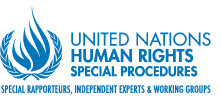 UNITED NATIONS
HUMAN RIGHTS
SPECIAL PROCEDURES
SPECIAL RAPPORTEURS, INDEPENDENT EXPERTS & WORKING GROUPS